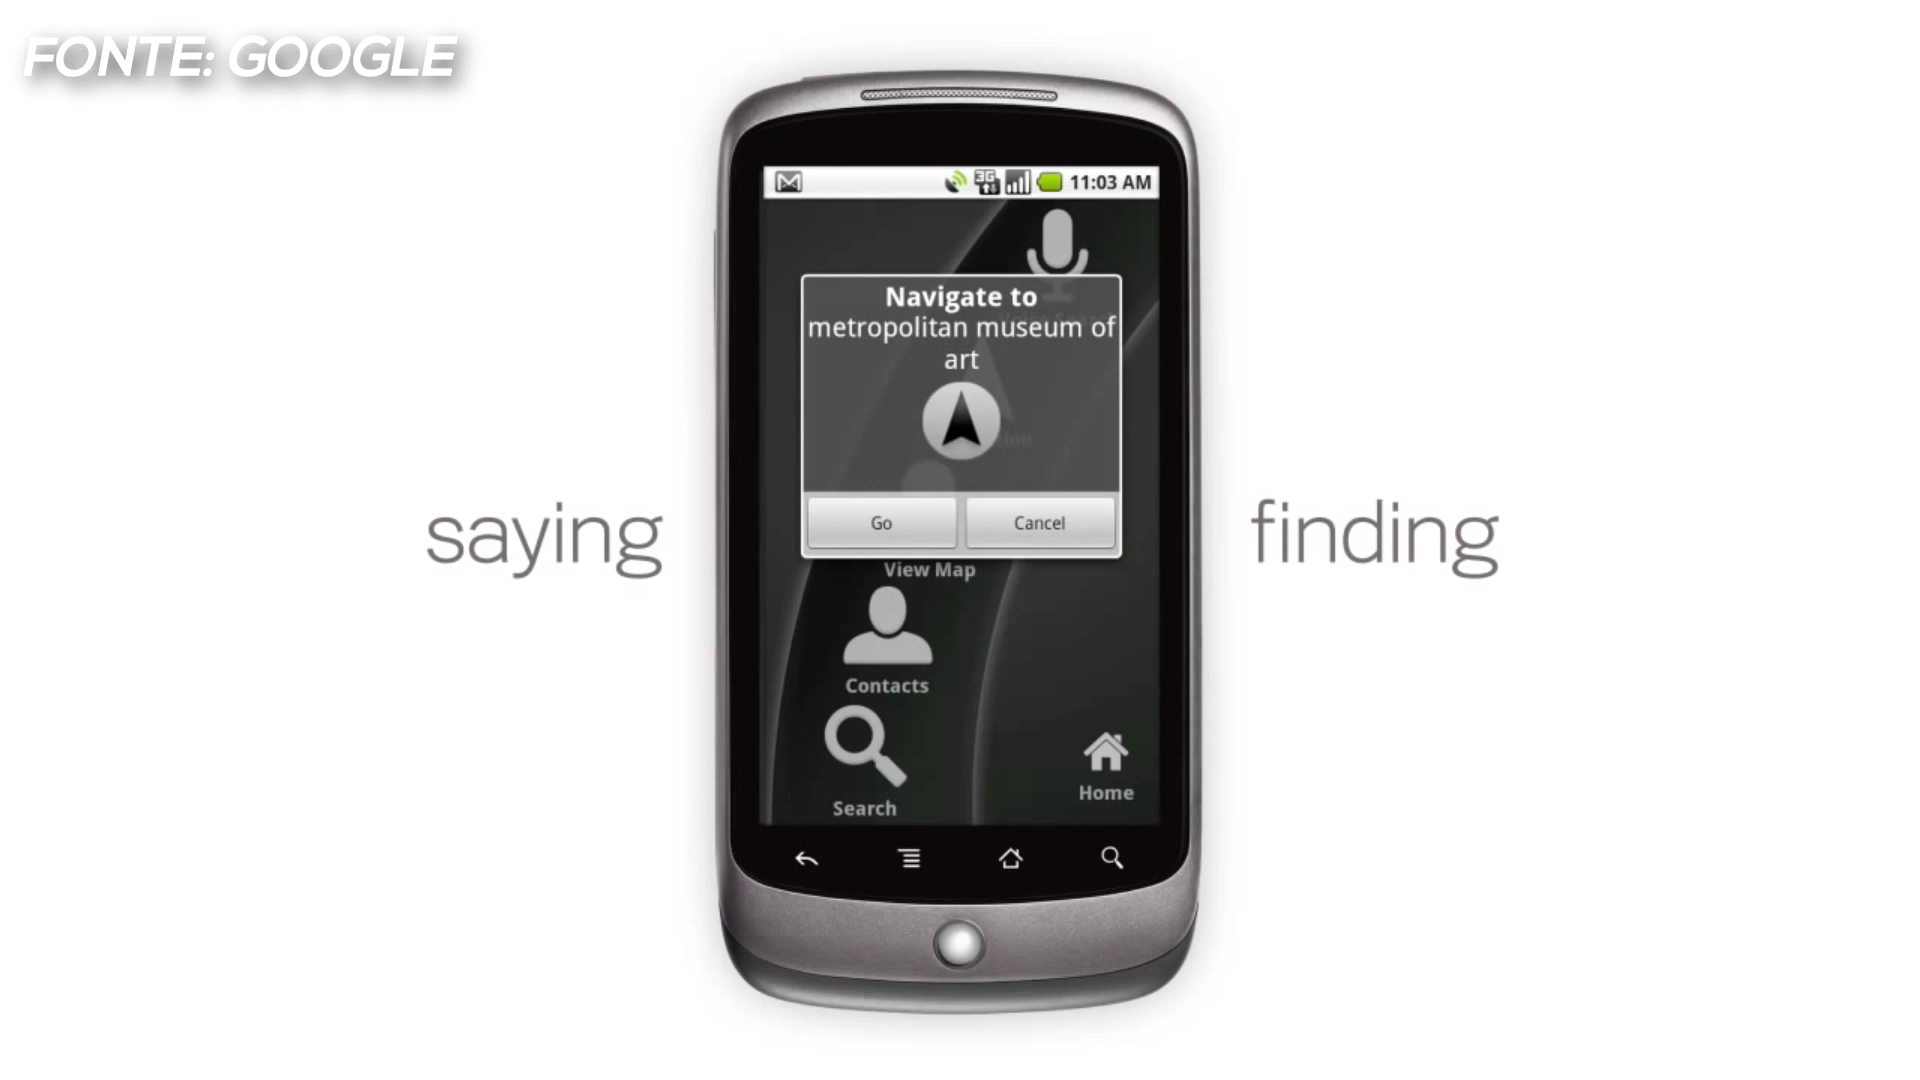 FONTE: GOOGLE
3G
11:03 AM
Navigate to
metropolitan museum of
art
Go
Cancel
saying
finding
View Map
Contacts
Search
Home